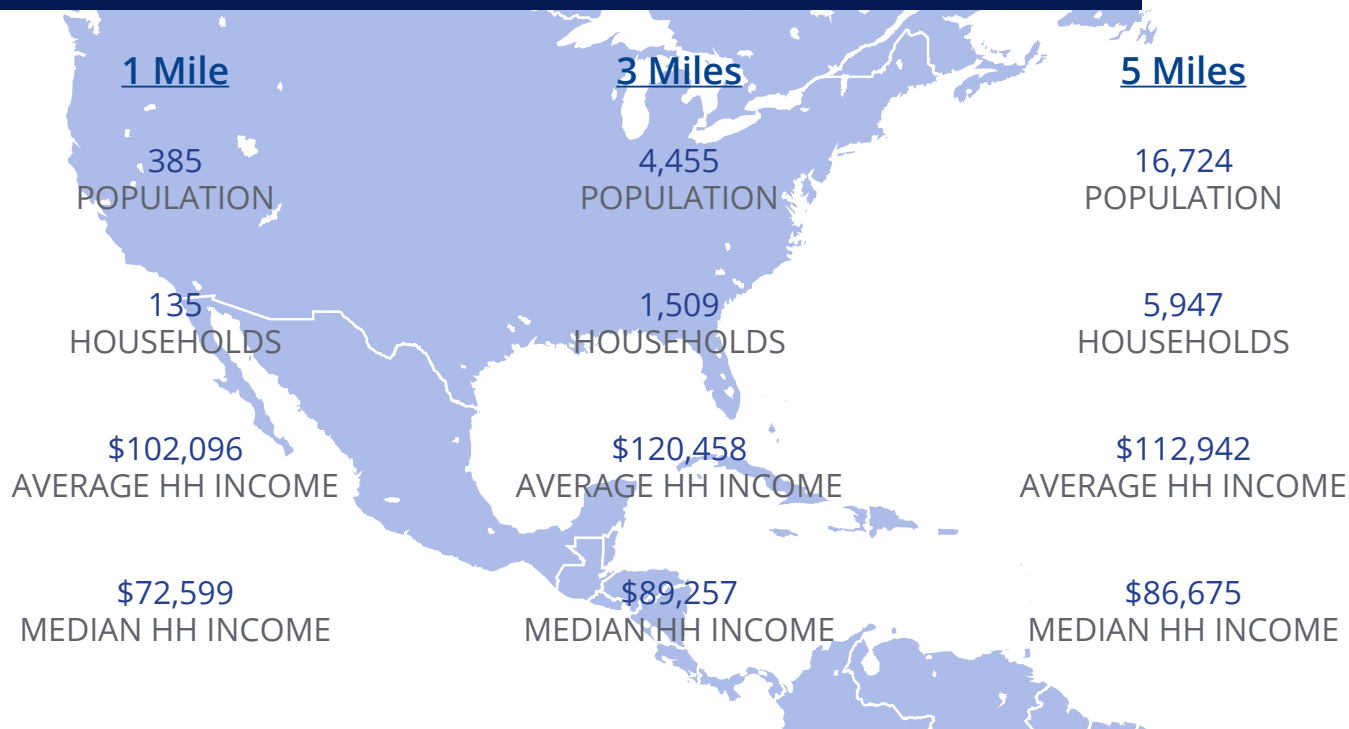 1 Mile
385
POPULATION
135
HOUSEHOLDS
$102,096
AVERAGE HH INCOME
$72,599
MEDIAN HH INCOME
3 Miles
4,455
POPULATION
1,509
HOUSEHOLDS
$120,458
AVERAGE HH INCOME
$89,257
MEDIAN HH INCOME
5 Miles
16,724
POPULATION
5,947
HOUSEHOLDS
$112,942
AVERAGE HH INCOME
$86,675
MEDIAN HH INCOME